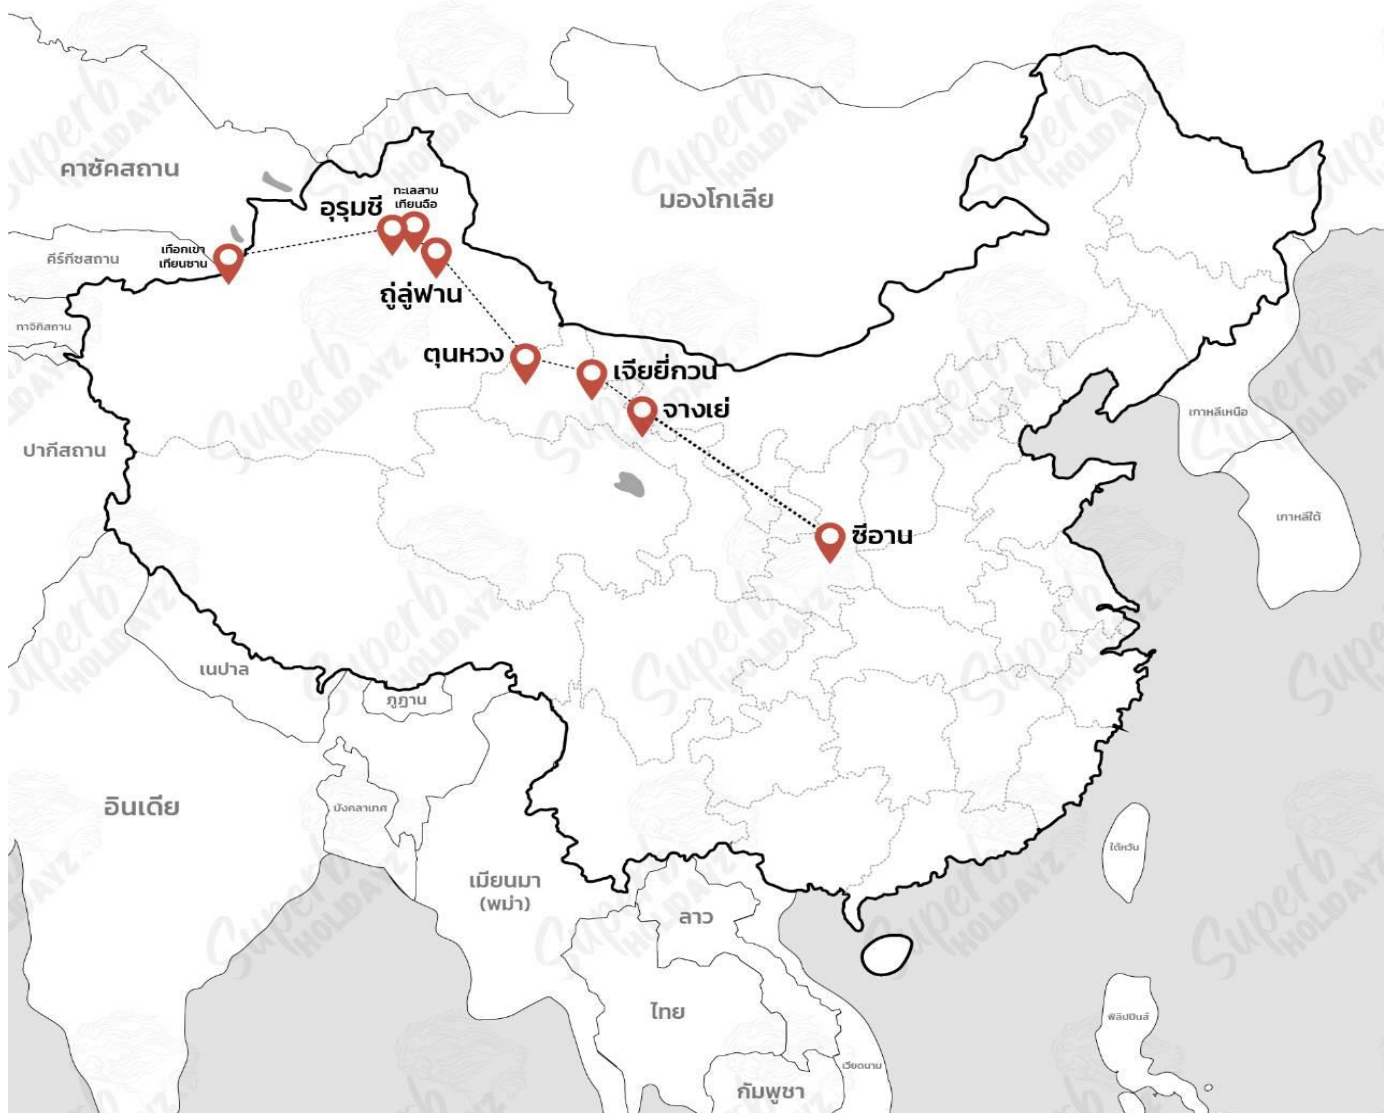 คาซัคสถาน
มองโกเลีย
อุรุมชี
ทะเลสาบ
เทียนฉือ
คีร์กีซสถาน
เทือกเขา
เทียนซาน
ถู่ลู่ฟาน
ทาจิกิสถาน
ตุนหวง
เจียยี่กวน
จางเย่
ปากีสถาน
เกาหลีเหนือ
เกาหลีใต้
ซีอาน
เนปาล
ภูฏาน
อินเดีย
บังคลาเทศ
ไต้หวัน
เมียนมา
(พม่า)
ลาว
ไทย
ฟิลิปปินส์
เวียดนาม
กัมพูชา
Superb
HOLIDAYZ